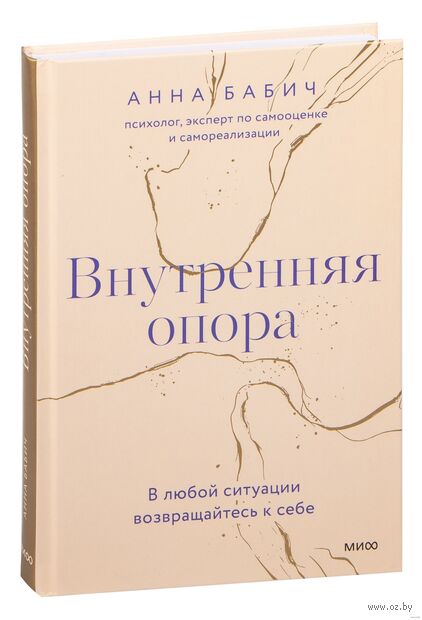 АННА БАБИЧ
психолог, эксперт по самооценке
и самореализации
Внутренняя
опора
В любой ситуации
возвращайтесь к себе
МИФ
Внутренняя опора
АННА БАБИЧ
МИФ
www.oz.by